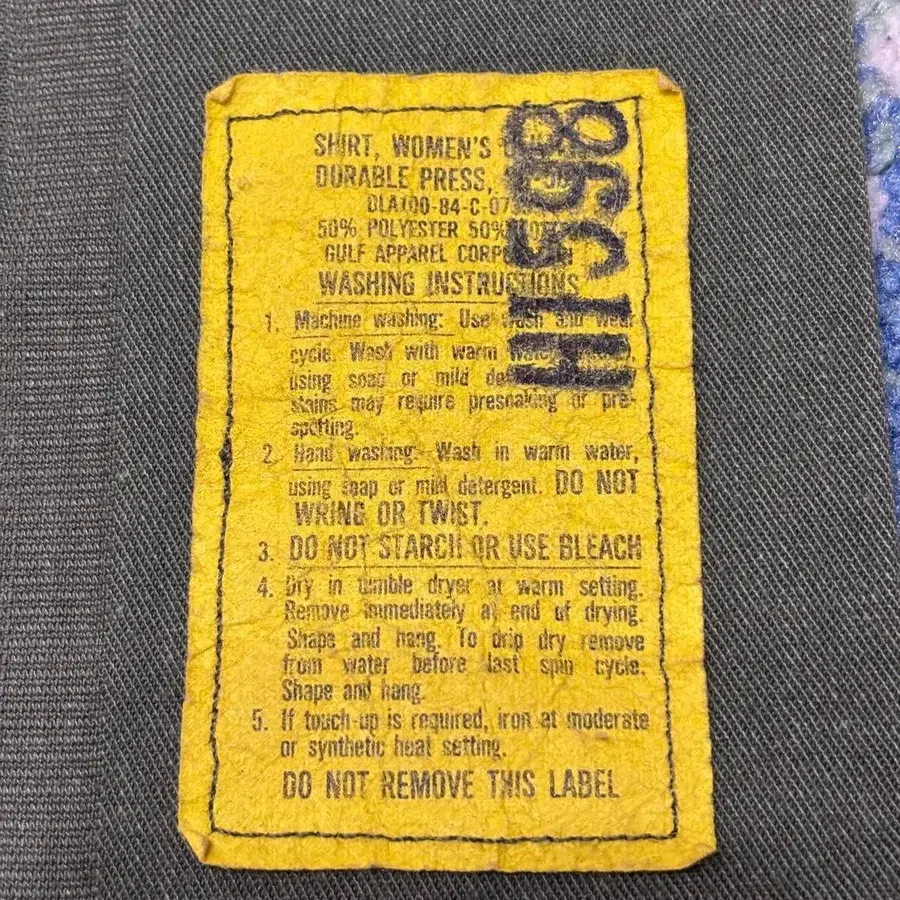 SHIRT, WOMEN'S
DURABLE PRESS,
DLA100-84-C-07
50% POLYESTER 50%
GULF APPAREL CORP
WASHING INSTRUCTIONS
1. Machine washing: Use wash and wear
cycle. Wash with warm water,
using soap or mild
stains may require presoaking or pre-
spotting.
2. Hand washing: Wash in warm water,
using soap or mild detergent. DO NOT
WRING OR TWIST.
3. DO NOT STARCH OR USE BLEACH
4. Dry in tumble dryer at warm setting.
Remove immediately at end of drying.
Shape and hang. To drip dry remove
from water before last spin cycle.
Shape and hang.
5. If touch-up is required, iron at moderate
or synthetic heat setting.
DO NOT REMOVE THIS LABEL